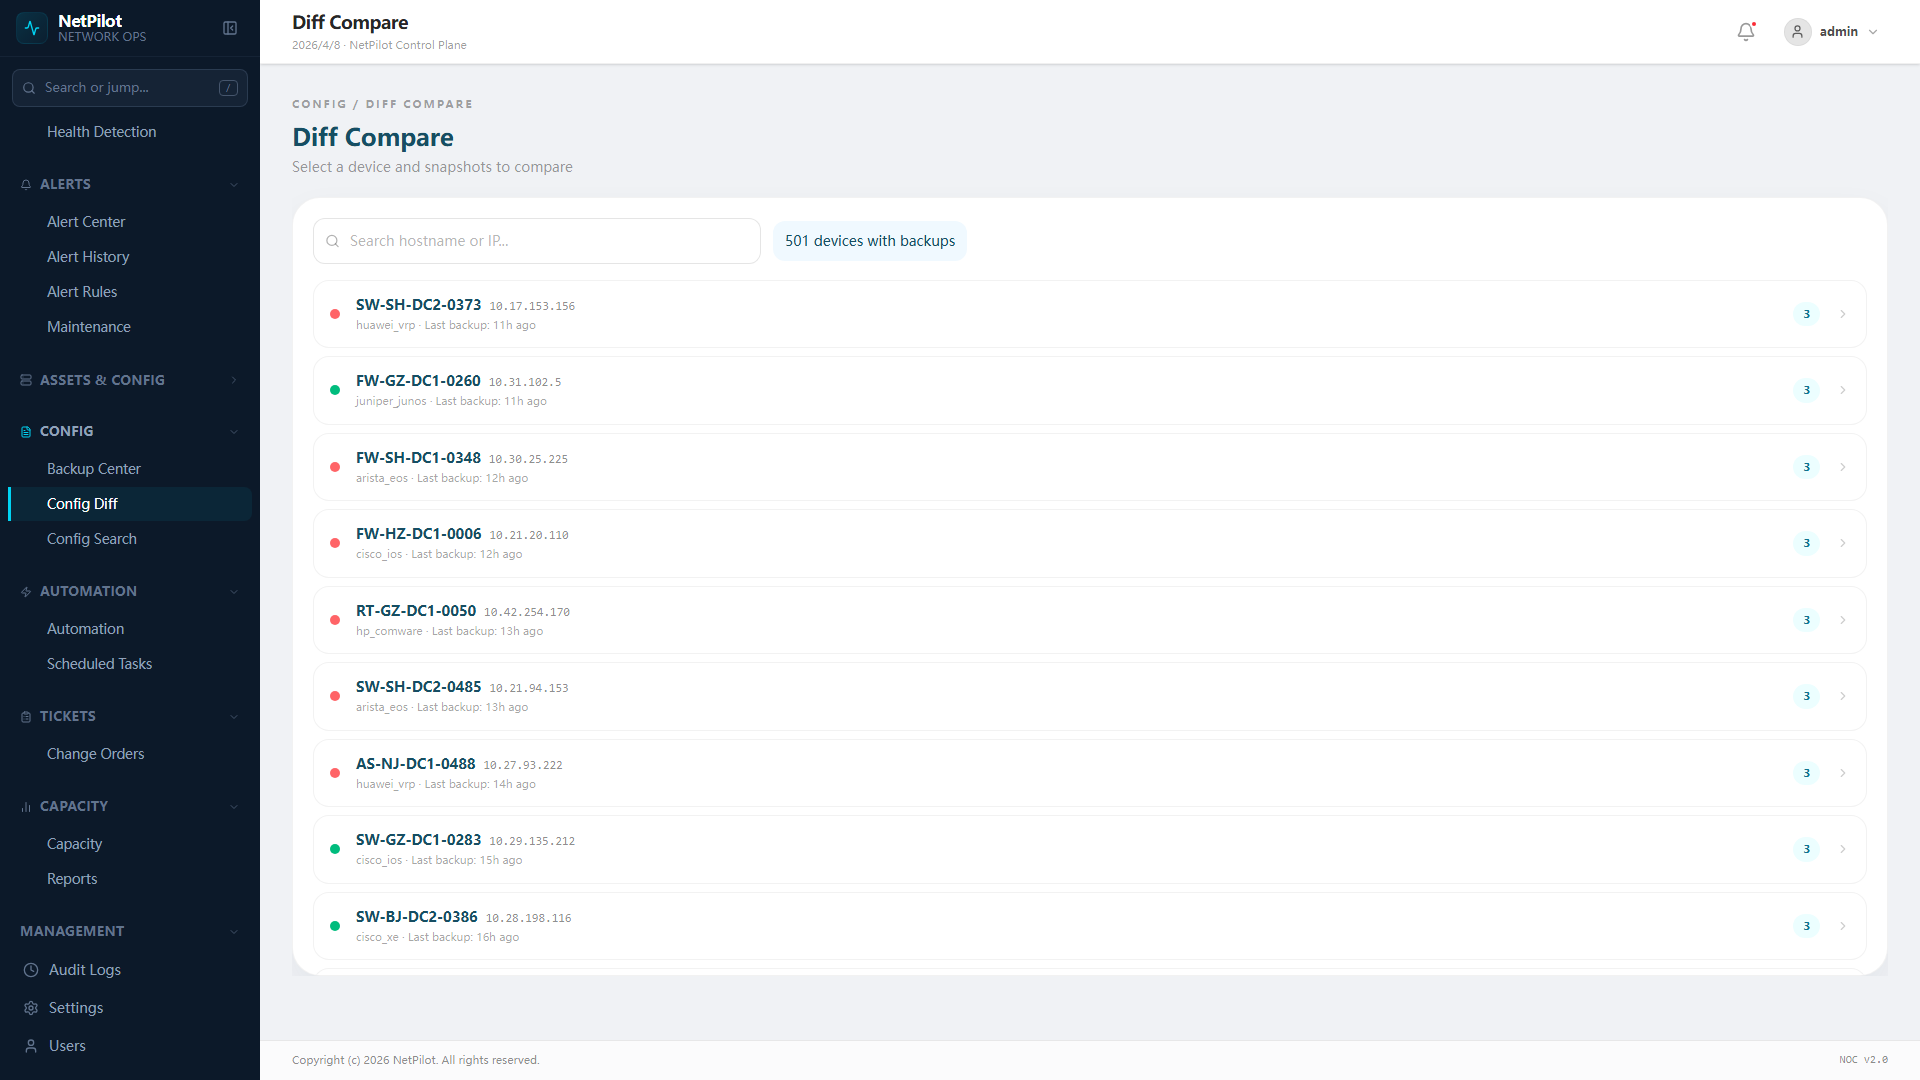 NetPilot
NETWORK OPS
Search or jump...
/
Health Detection
ALERTS
Alert Center
Alert History
Alert Rules
Maintenance
ASSETS & CONFIG
CONFIG
Backup Center
Config Diff
Config Search
AUTOMATION
Automation
Scheduled Tasks
TICKETS
Change Orders
CAPACITY
Capacity
Reports
MANAGEMENT
Audit Logs
Settings
Users
Diff Compare
2026/4/8 · NetPilot Control Plane
admin
CONFIG / DIFF COMPARE
Diff Compare
Select a device and snapshots to compare
Search hostname or IP...
501 devices with backups
SW-SH-DC2-0373 10.17.153.156
huawei_vrp · Last backup: 11h ago
3
FW-GZ-DC1-0260 10.31.102.5
juniper_junos · Last backup: 11h ago
3
FW-SH-DC1-0348 10.30.25.225
arista_eos · Last backup: 12h ago
3
FW-HZ-DC1-0006 10.21.20.110
cisco_ios · Last backup: 12h ago
3
RT-GZ-DC1-0050 10.42.254.170
hp_comware · Last backup: 13h ago
3
SW-SH-DC2-0485 10.21.94.153
arista_eos · Last backup: 13h ago
3
AS-NJ-DC1-0488 10.27.93.222
huawei_vrp · Last backup: 14h ago
3
SW-GZ-DC1-0283 10.29.135.212
cisco_ios · Last backup: 15h ago
3
SW-BJ-DC2-0386 10.28.198.116
cisco_xe · Last backup: 16h ago
3
Copyright (c) 2026 NetPilot. All rights reserved.
NOC v2.0